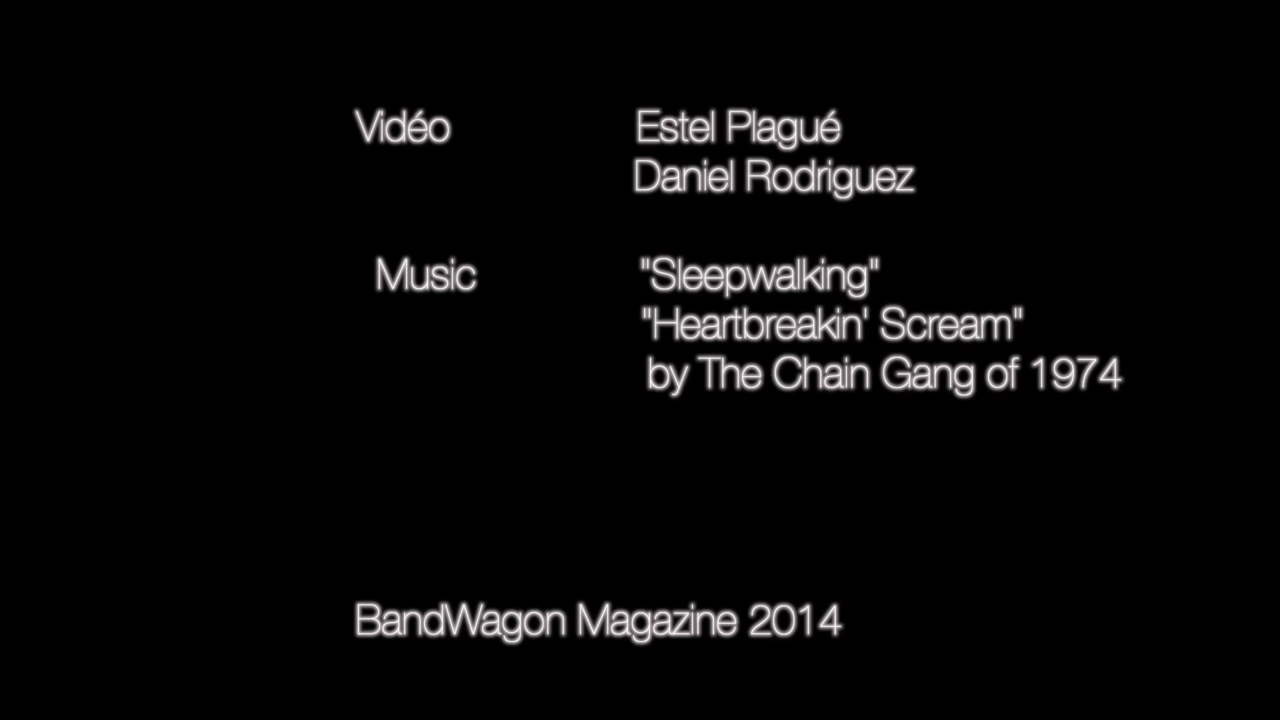 Vidéo Estel Plagué
Daniel Rodriguez
Music "Sleepwalking"
"Heartbreakin' Scream"
by The Chain Gang of 1974
BandWagon Magazine 2014